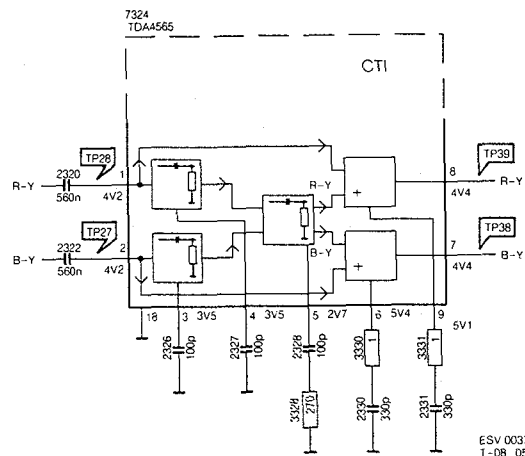 7324
TDA4565
CTI
TP28
2320
1
R-Y
560n
4V2
TP27
2322
2
B-Y
560n
4V2
R-Y
B-Y
+
+
8
TP39
R-Y
4V4
TP38
7
B-Y
4V4
18
3
3V5
4
3V5
5
2V7
6
5V4
9
5V1
2326
100p
2327
100p
2328
100p
3328
270
3330
1
2330
330p
3331
1
2331
330p
ESV 003
T-08 05